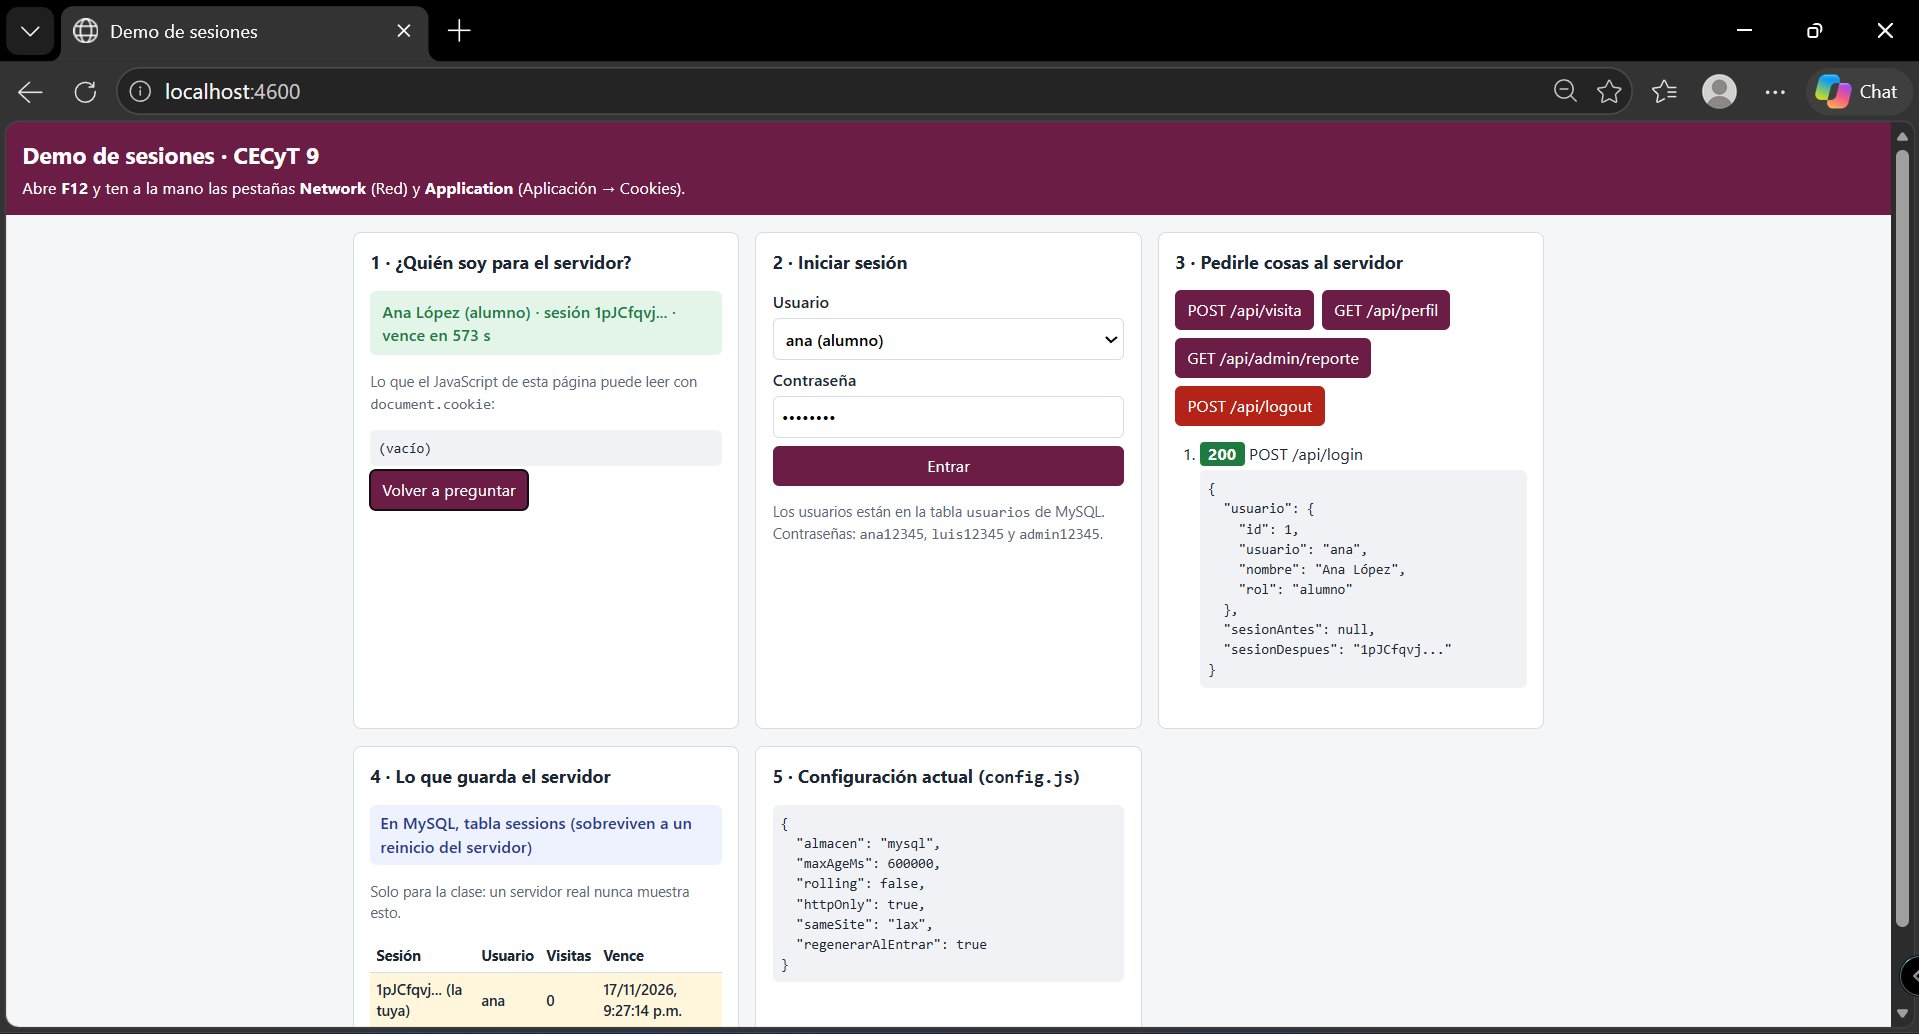 Demo de sesiones
localhost:4600
Chat
Demo de sesiones · CECyT 9
Abre F12 y ten a la mano las pestañas Network (Red) y Application (Aplicación → Cookies).
1 · ¿Quién soy para el servidor?
Ana López (alumno) · sesión 1pJCfqvj... ·
vence en 573 s
Lo que el JavaScript de esta página puede leer con
document.cookie:
(vacío)
Volver a preguntar
2 · Iniciar sesión
Usuario
ana (alumno)
Contraseña
••••••••
Entrar
Los usuarios están en la tabla usuarios de MySQL.
Contraseñas: ana12345, luis12345 y admin12345.
3 · Pedirle cosas al servidor
POST /api/visita
GET /api/perfil
GET /api/admin/reporte
POST /api/logout
1. 200 POST /api/login
{
"usuario": {
"id": 1,
"usuario": "ana",
"nombre": "Ana López",
"rol": "alumno"
},
"sesionAntes": null,
"sesionDespues": "1pJCfqvj..."
}
4 · Lo que guarda el servidor
En MySQL, tabla sessions (sobreviven a un
reinicio del servidor)
Solo para la clase: un servidor real nunca muestra
esto.
Sesión Usuario Visitas Vence
1pJCfqvj... (la
tuya)
ana
0
17/11/2026,
9:27:14 p.m.
5 · Configuración actual (config.js)
{
"almacen": "mysql",
"maxAgeMs": 600000,
"rolling": false,
"httpOnly": true,
"sameSite": "lax",
"regenerarAlEntrar": true
}